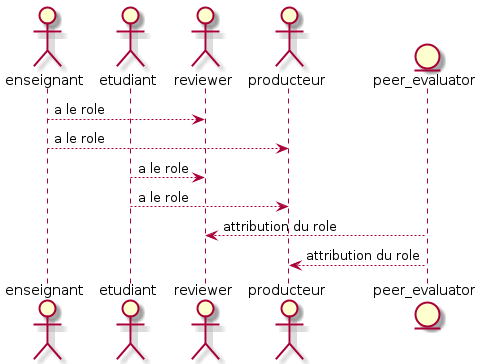 enseignant etudiant reviewer producteur peer_evaluator
a le role
a le role
a le role
a le role
attribution du role
attribution du role
enseignant etudiant reviewer producteur peer_evaluator